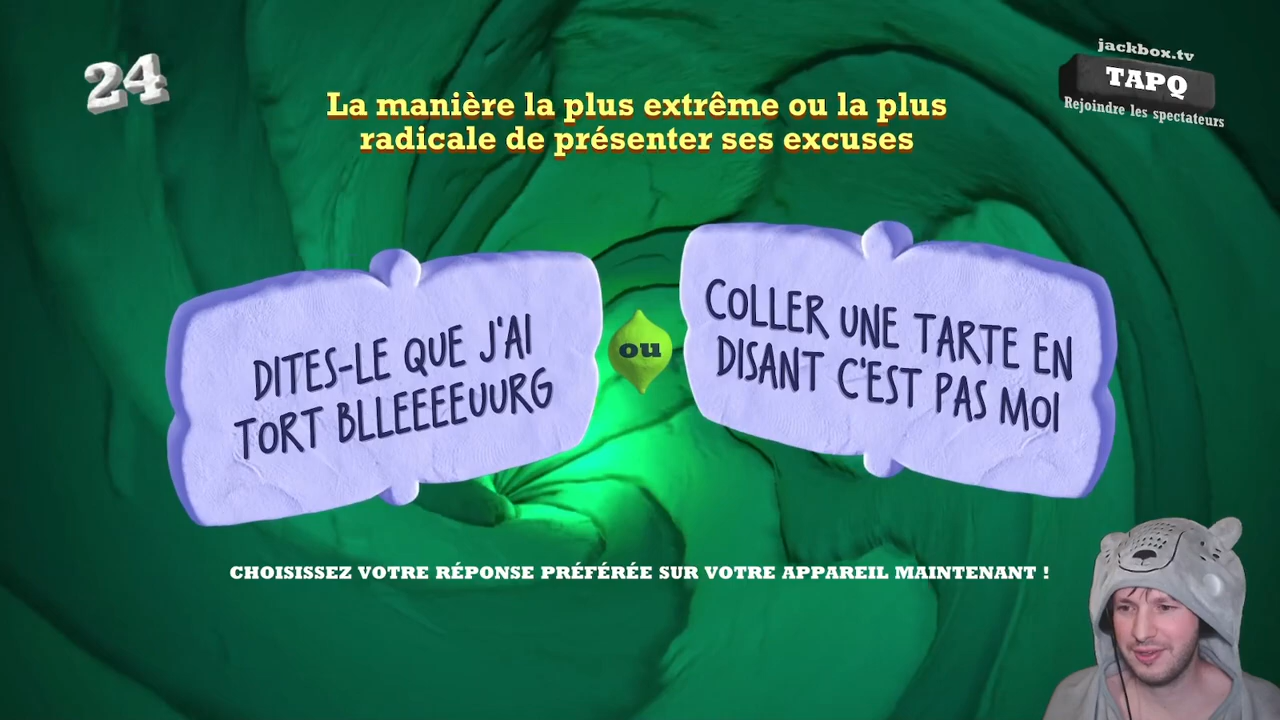 24
jackbox.tv
TAPQ
Rejoindre les spectateurs
La manière la plus extrême ou la plus
radicale de présenter ses excuses
DITES-LE QUE J'AI
TORT BLLEEEEUURG
ou
COLLER UNE TARTE EN
DISANT C'EST PAS MOI
CHOISISSEZ VOTRE RÉPONSE PRÉFÉRÉE SUR VOTRE APPAREIL MAINTENANT !